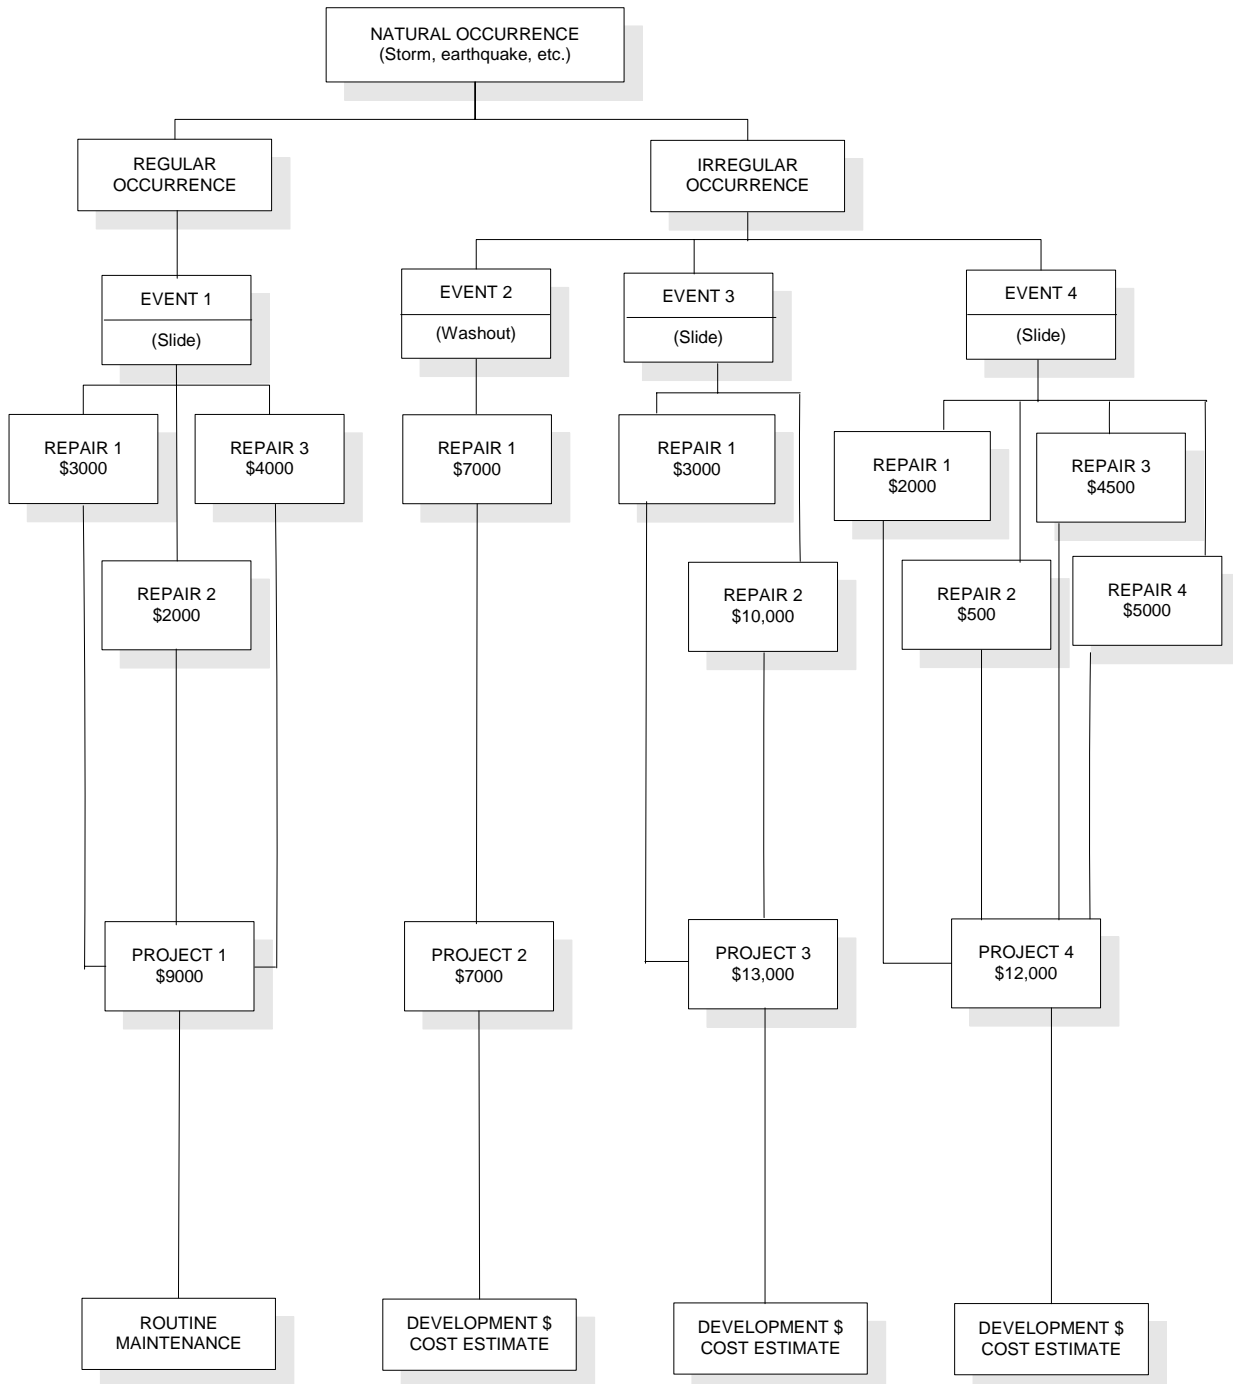 NATURAL OCCURRENCE
(Storm, earthquake, etc.)
REGULAR
OCCURRENCE
IRREGULAR
OCCURRENCE
EVENT 1
(Slide)
EVENT 2
(Washout)
EVENT 3
(Slide)
EVENT 4
(Slide)
REPAIR 1
$3000
REPAIR 3
$4000
REPAIR 1
$7000
REPAIR 1
$3000
REPAIR 1
$2000
REPAIR 3
$4500
REPAIR 2
$2000
REPAIR 2
$10,000
REPAIR 2
$500
REPAIR 4
$5000
PROJECT 1
$9000
PROJECT 2
$7000
PROJECT 3
$13,000
PROJECT 4
$12,000
ROUTINE
MAINTENANCE
DEVELOPMENT $
COST ESTIMATE
DEVELOPMENT $
COST ESTIMATE
DEVELOPMENT $
COST ESTIMATE